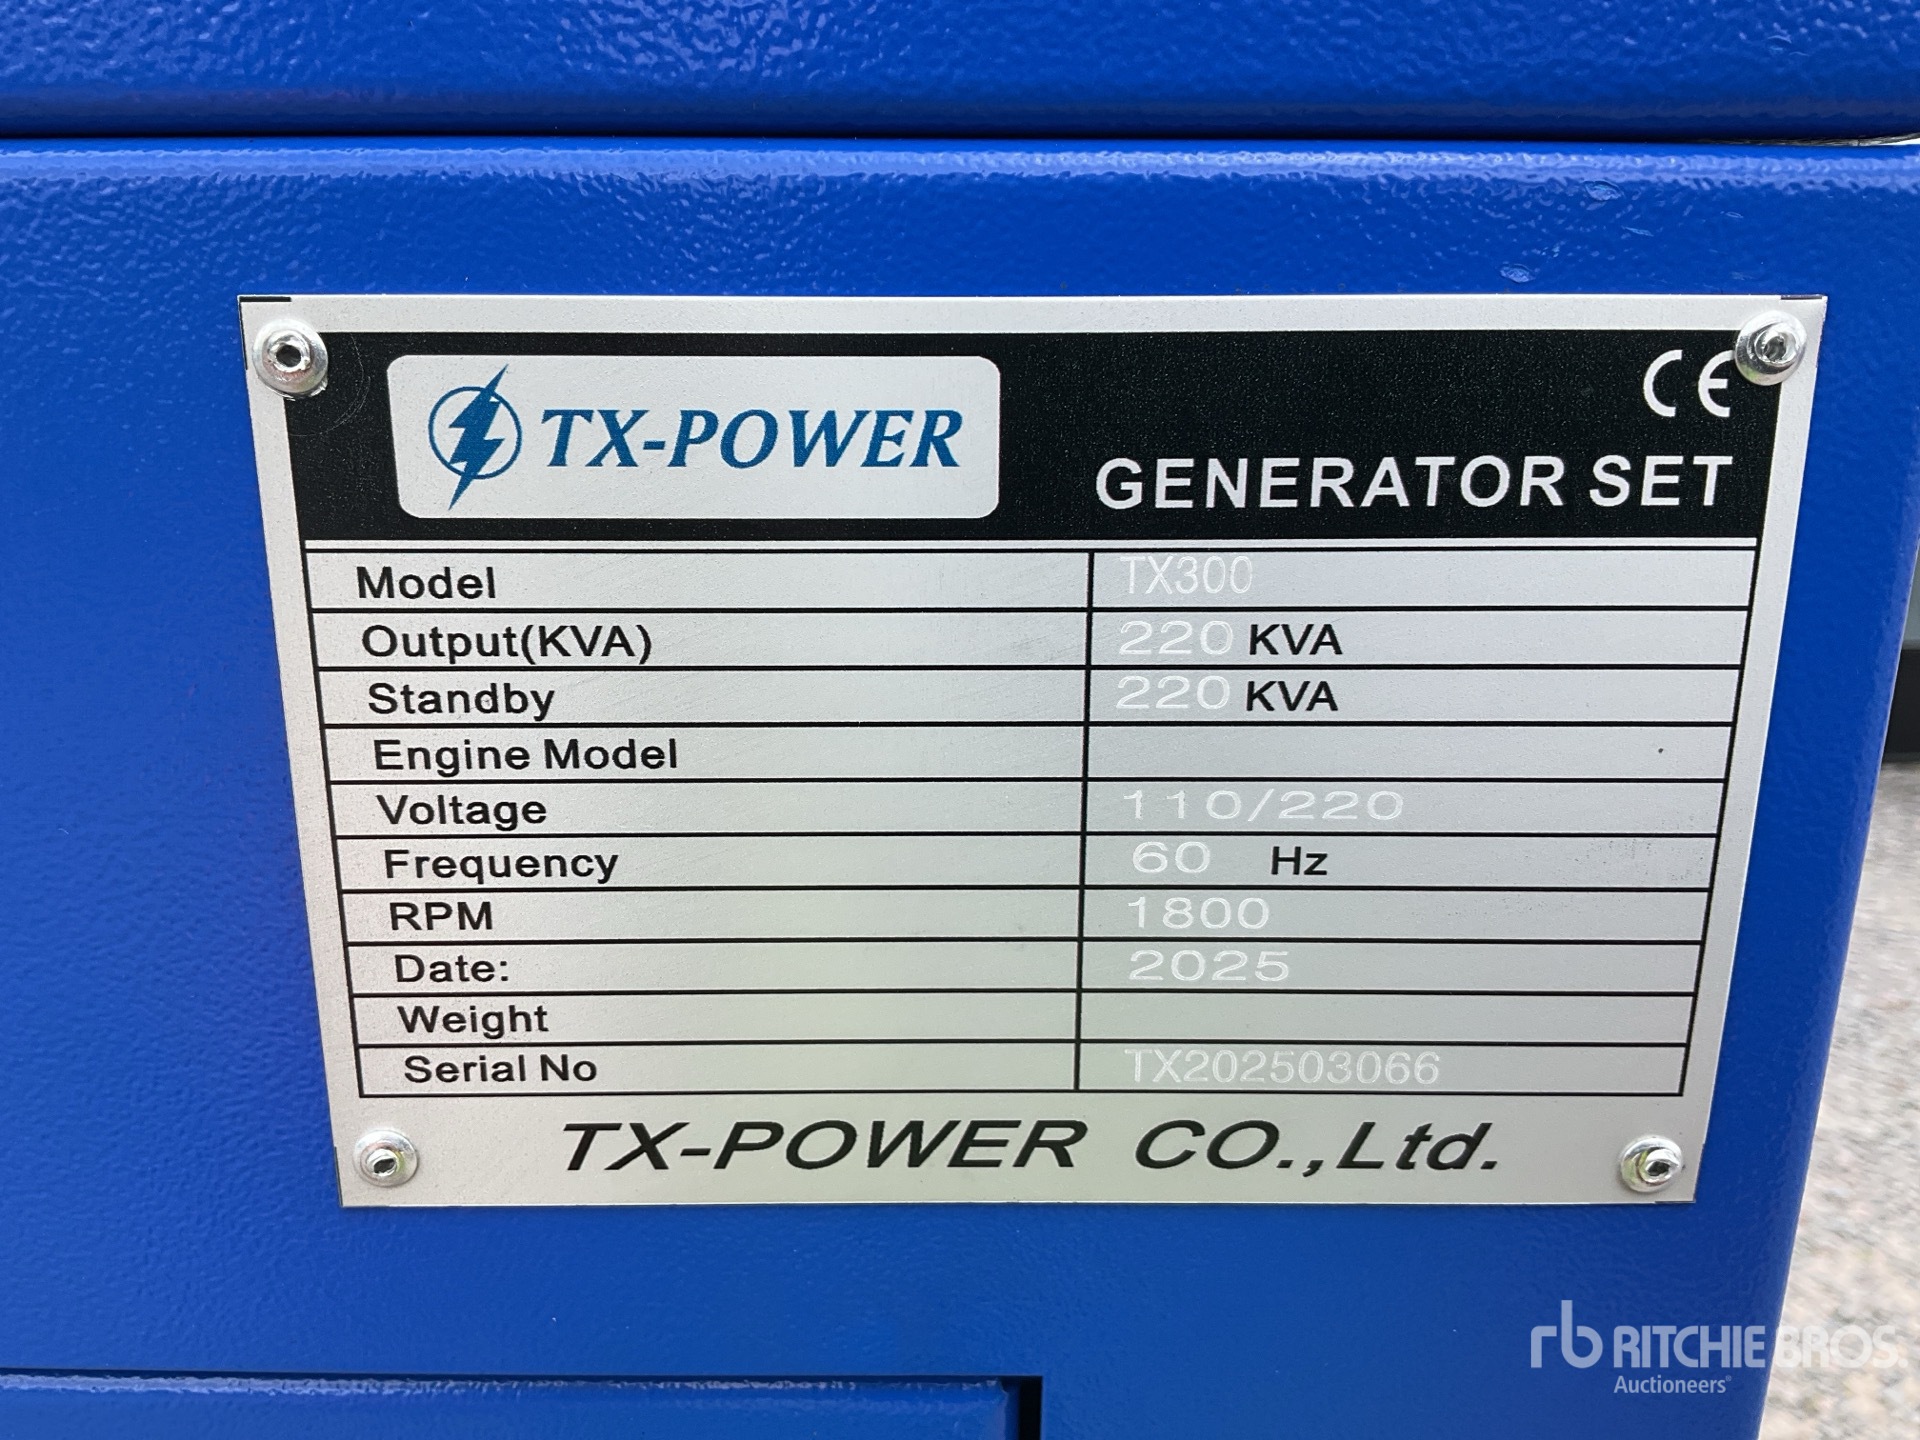 TX-POWER
CE
GENERATOR SET
Model TX300
Output(KVA) 220 KVA
Standby 220 KVA
Engine Model
Voltage 110/220
Frequency 60 Hz
RPM 1800
Date: 2025
Weight
Serial No TX202503066
TX-POWER CO.,Ltd.
rb RITCHIE BROS.
Auctioneers®